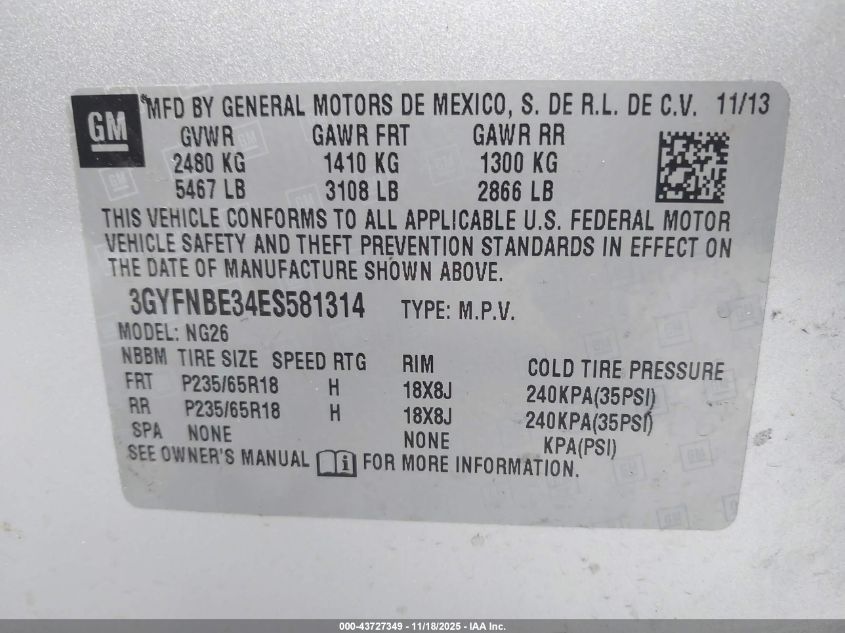 GM *MFD BY GENERAL MOTORS DE MEXICO, S. DE R.L. DE C.V. 11/13
GVWR GAWR FRT GAWR RR
2480 KG 1410 KG 1300 KG
5467 LB 3108 LB 2866 LB
THIS VEHICLE CONFORMS TO ALL APPLICABLE U.S. FEDERAL MOTOR
VEHICLE SAFETY AND THEFT PREVENTION STANDARDS IN EFFECT ON
THE DATE OF MANUFACTURE SHOWN ABOVE.
3GYFNBE34ES581314 TYPE: M.P.V.
MODEL: NG26
NBBM TIRE SIZE SPEED RTG RIM COLD TIRE PRESSURE
FRT P235/65R18 H 18X8J 240KPA(35PSI)
RR P235/65R18 H 18X8J 240KPA(35PSI)
SPA NONE NONE KPA(PSI)
SEE OWNER'S MANUAL i FOR MORE INFORMATION.
000-43727349 - 11/18/2025 - IAA Inc.